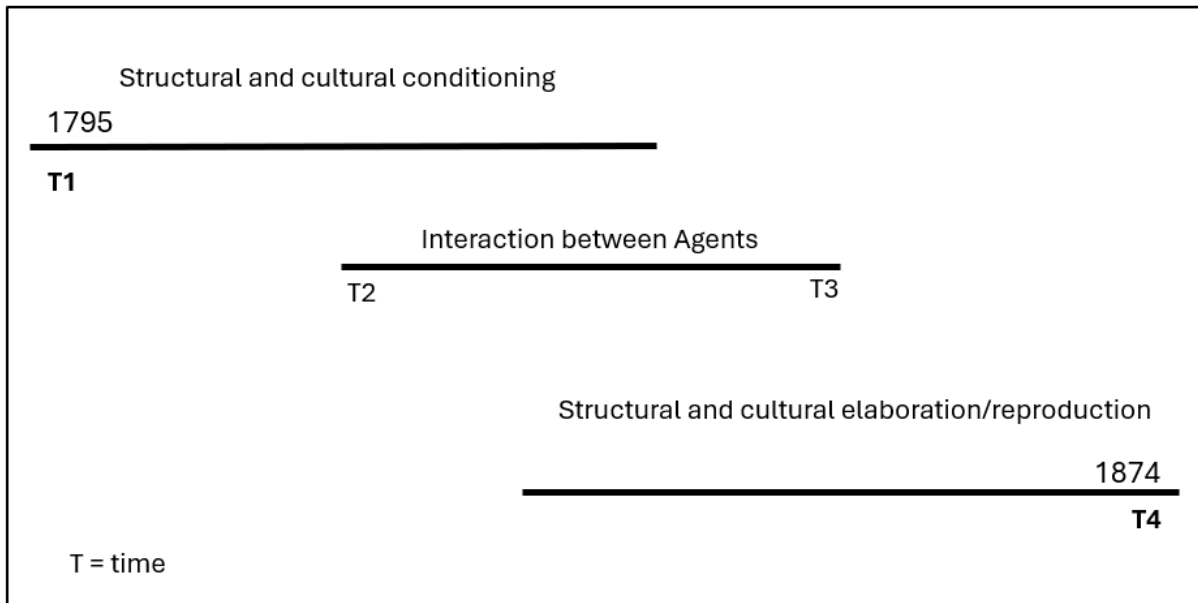 Structural and cultural conditioning
1795
T1
Interaction between Agents
T2
T3
Structural and cultural elaboration/reproduction
1874
T4
T = time